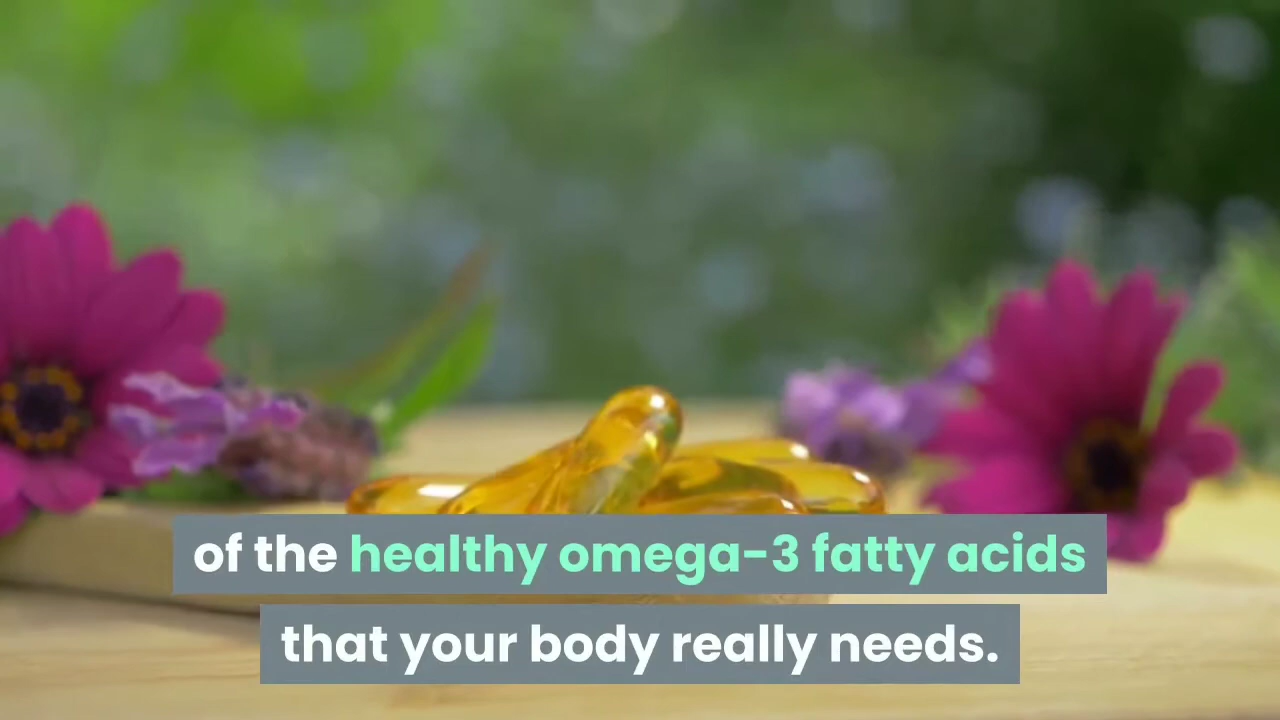 of the healthy omega-3 fatty acids
that your body really needs.